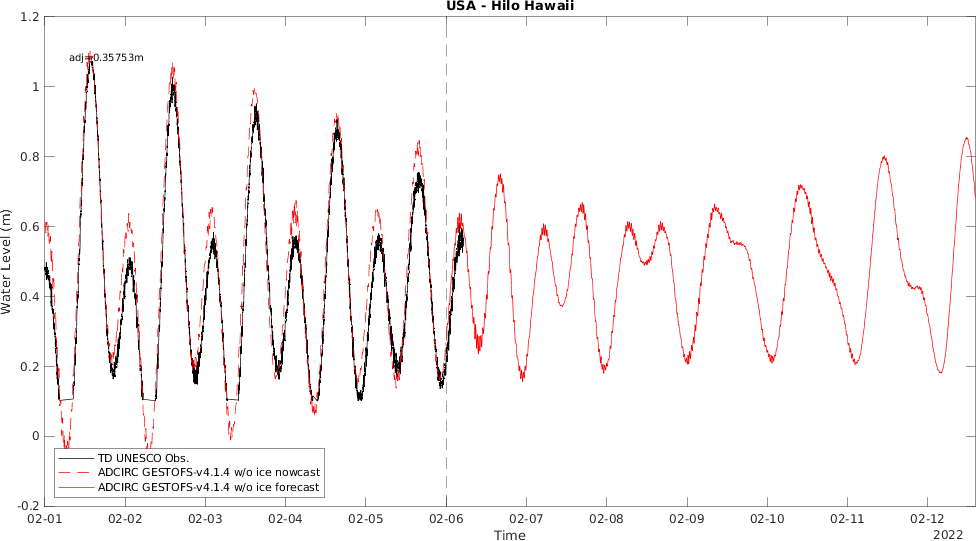 USA - Hilo Hawaii
adj=0.35753m
1.2
1
0.8
0.6
0.4
0.2
0
-0.2
Water Level (m)
TD UNESCO Obs.
ADCIRC GESTOFS-v4.1.4 w/o ice nowcast
ADCIRC GESTOFS-v4.1.4 w/o ice forecast
02-01 02-02 02-03 02-04 02-05 02-06 02-07 02-08 02-09 02-10 02-11 02-12
Time
2022